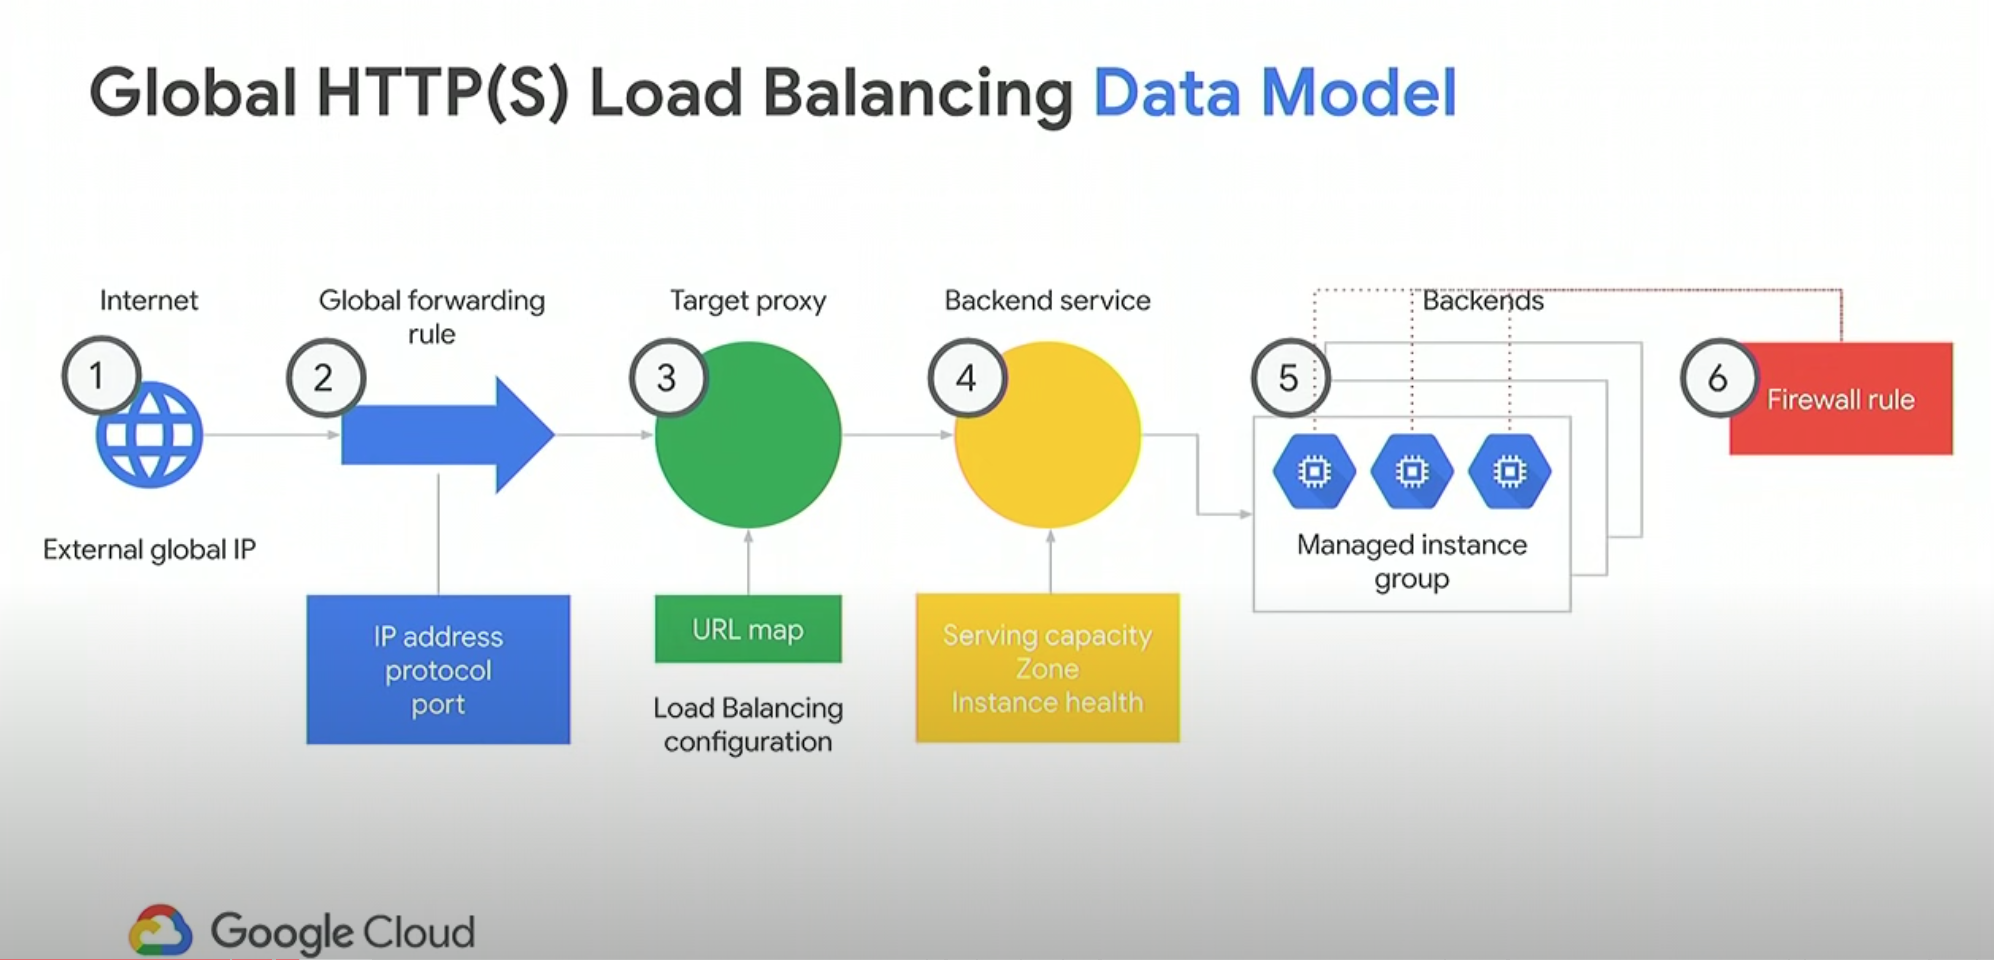 Global HTTP(S) Load Balancing Data Model
Internet
1
External global IP
Global forwarding
rule
2
IP address
protocol
port
Target proxy
3
URL map
Load Balancing
configuration
Backend service
4
Serving capacity
Zone
Instance health
Backends
5
Managed instance
group
6
Firewall rule
Google Cloud